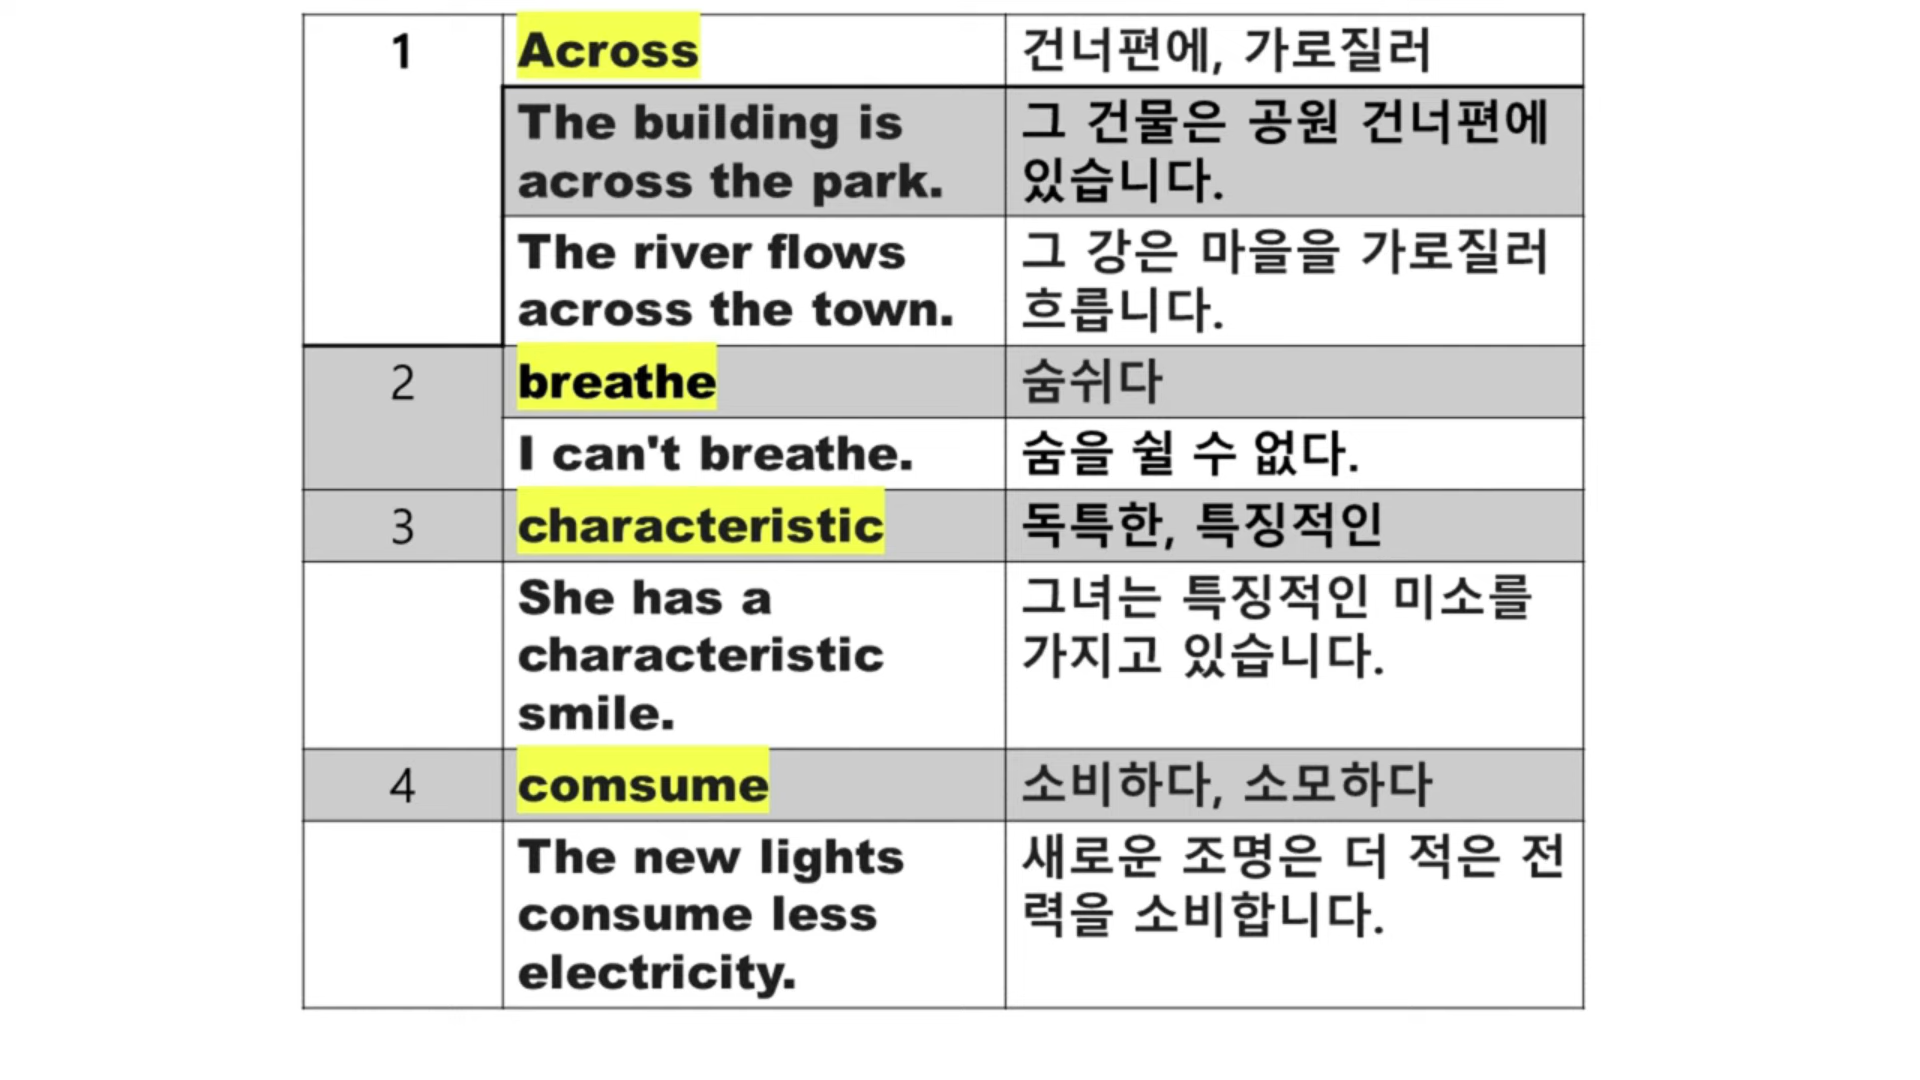 1
Across
건너편에, 가로질러
The building is
across the park.
그 건물은 공원 건너편에
있습니다.
The river flows
across the town.
그 강은 마을을 가로질러
흐릅니다.
2
breathe
숨쉬다
I can't breathe.
숨을 쉴 수 없다.
3
characteristic
독특한, 특징적인
She has a
characteristic
smile.
그녀는 특징적인 미소를
가지고 있습니다.
4
comsume
소비하다, 소모하다
The new lights
consume less
electricity.
새로운 조명은 더 적은 전
력을 소비합니다.